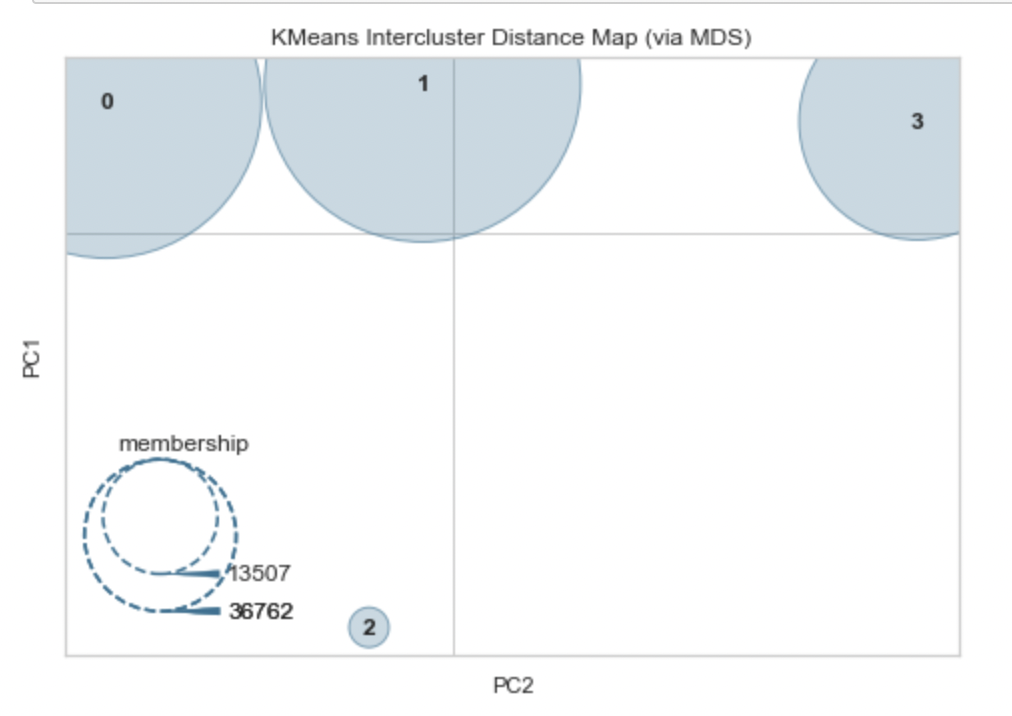 KMeans Intercluster Distance Map (via MDS)
0
1
3
PC1
membership
13507
36762
2
PC2